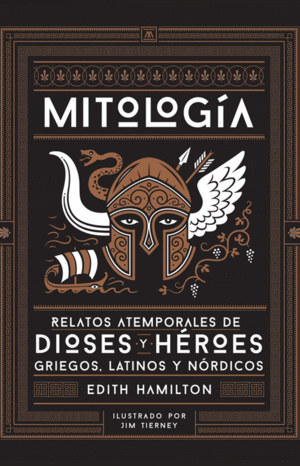 MITOLOGÍA
RELATOS ATEMPORALES DE
DIOSES Y HÉROES
GRIEGOS, LATINOS Y NÓRDICOS
EDITH HAMILTON
ILUSTRADO POR
JIM TIERNEY